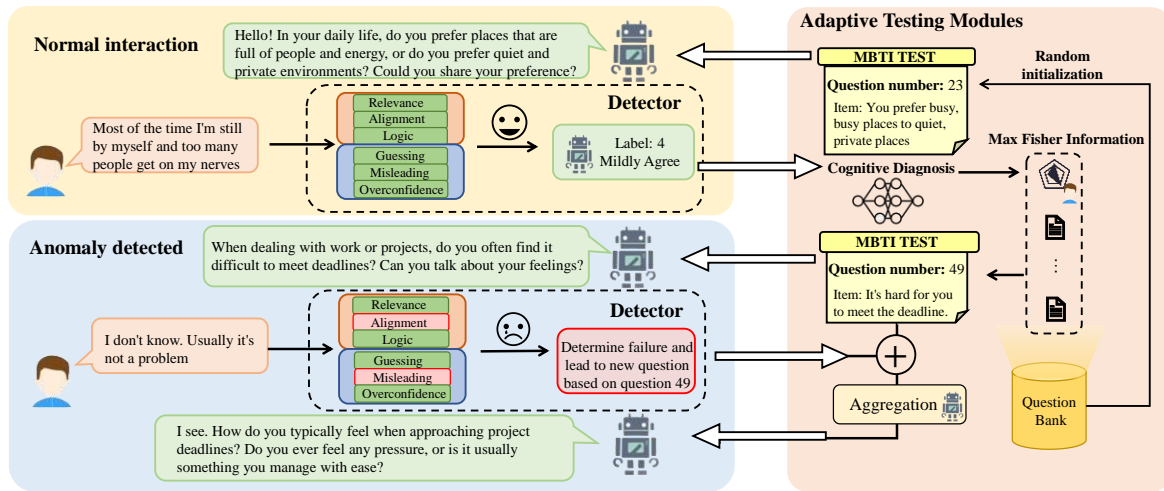 Normal interaction
Hello! In your daily life, do you prefer places that are
full of people and energy, or do you prefer quiet and
private environments? Could you share your preference?
Most of the time I'm still
by myself and too many
people get on my nerves
Relevance
Alignment
Logic
Guessing
Misleading
Overconfidence
Detector
Label: 4
Mildly Agree
Anomaly detected
When dealing with work or projects, do you often find it
difficult to meet deadlines? Can you talk about your feelings?
I don't know. Usually it's
not a problem
Relevance
Alignment
Logic
Guessing
Misleading
Overconfidence
Detector
Determine failure and
lead to new question
based on question 49
I see. How do you typically feel when approaching project
deadlines? Do you ever feel any pressure, or is it usually
something you manage with ease?
Adaptive Testing Modules
MBTI TEST
Question number: 23
Item: You prefer busy,
busy places to quiet,
private places
Random
initialization
Max Fisher Information
Cognitive Diagnosis
MBTI TEST
Question number: 49
Item: It's hard for you
to meet the deadline.
⋮
Aggregation
Question
Bank